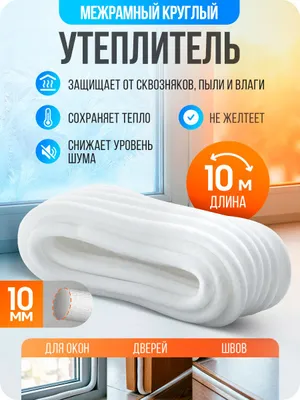 МЕЖРАМНЫЙ КРУГЛЫЙ
УТЕПЛИТЕЛЬ
ЗАЩИЩАЕТ ОТ СКВОЗНЯКОВ, ПЫЛИ И ВЛАГИ
СОХРАНЯЕТ ТЕПЛО
НЕ ЖЕЛТЕЕТ
СНИЖАЕТ УРОВЕНЬ
ШУМА
10 М
ДЛИНА
10
ММ
ДЛЯ ОКОН
ДВЕРЕЙ
ШВОВ